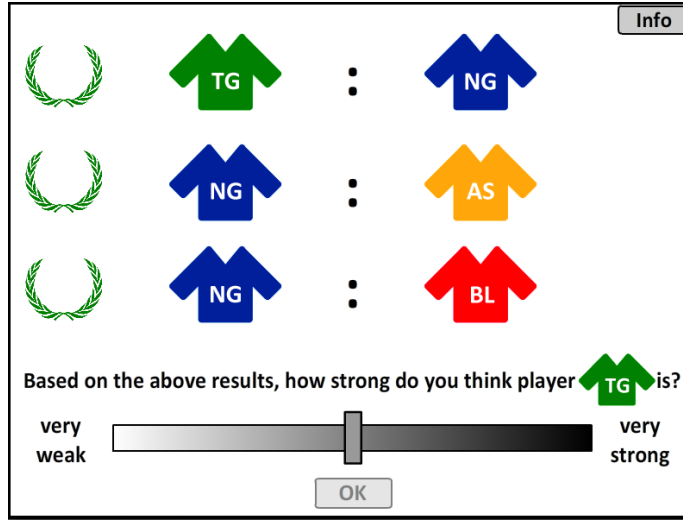 Info
TG : NG
NG : AS
NG : BL
Based on the above results, how strong do you think player TG is?
very weak
very strong
OK